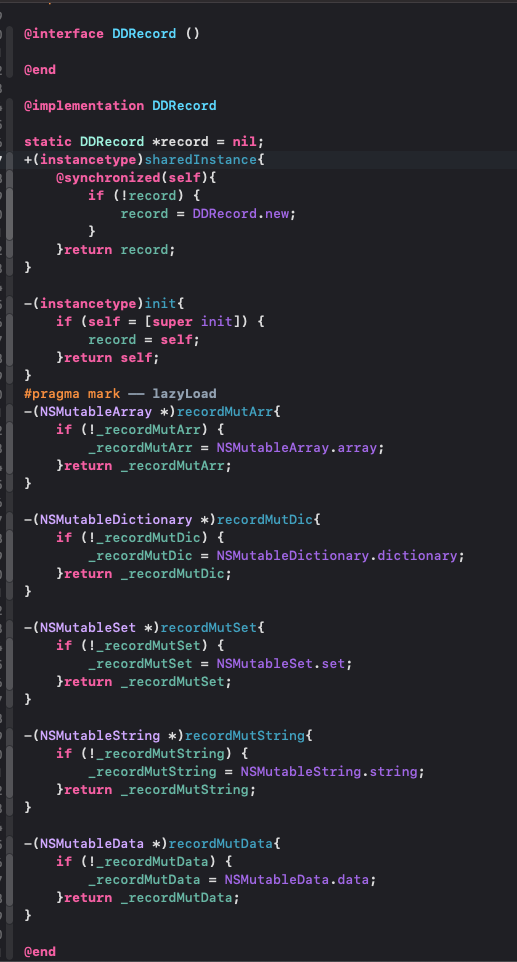 @interface DDRecord ()
@end
@implementation DDRecord
static DDRecord *record = nil;
+(instancetype)sharedInstance{
    @synchronized(self){
        if (!record) {
            record = DDRecord.new;
        }
    }return record;
}
-(instancetype)init{
    if (self = [super init]) {
        record = self;
    }return self;
}
#pragma mark —— lazyLoad
-(NSMutableArray *)recordMutArr{
    if (!_recordMutArr) {
        _recordMutArr = NSMutableArray.array;
    }return _recordMutArr;
}
-(NSMutableDictionary *)recordMutDic{
    if (!_recordMutDic) {
        _recordMutDic = NSMutableDictionary.dictionary;
    }return _recordMutDic;
}
-(NSMutableSet *)recordMutSet{
    if (!_recordMutSet) {
        _recordMutSet = NSMutableSet.set;
    }return _recordMutSet;
}
-(NSMutableString *)recordMutString{
    if (!_recordMutString) {
        _recordMutString = NSMutableString.string;
    }return _recordMutString;
}
-(NSMutableData *)recordMutData{
    if (!_recordMutData) {
        _recordMutData = NSMutableData.data;
    }return _recordMutData;
}
@end